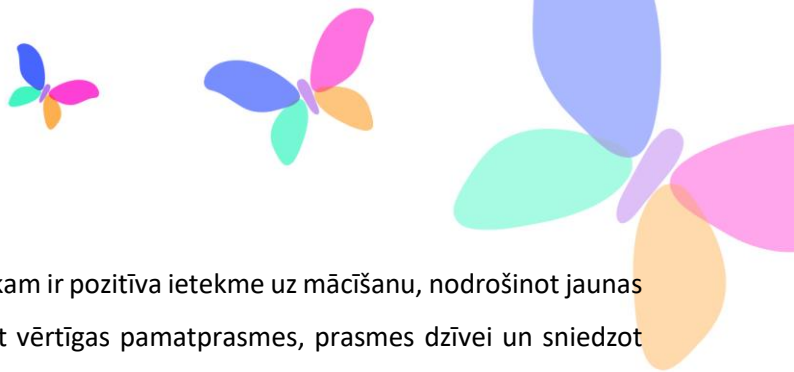 kam ir pozitīva ietekme uz mācīšanu, nodrošinot jaunas
t vērtīgas pamatprasmes, prasmes dzīvei un sniedzot